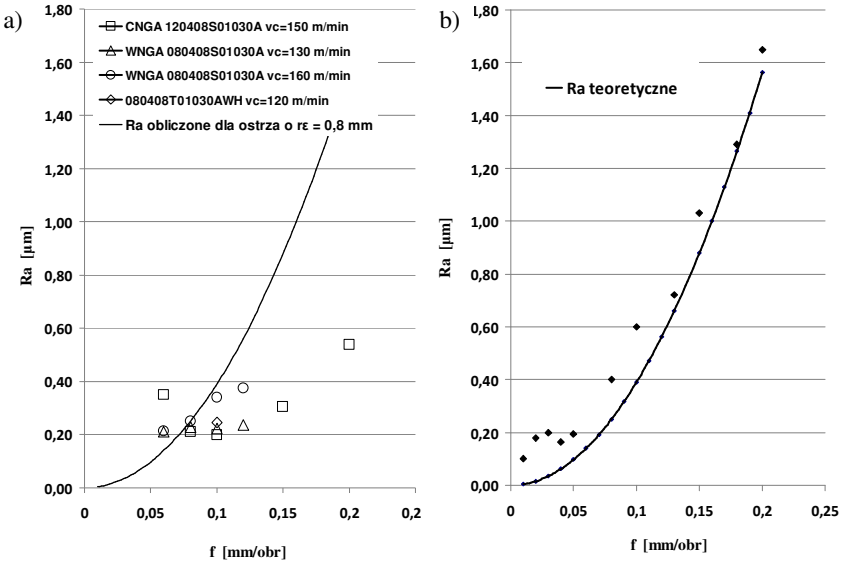 a)
1,80
1,60
1,40
1,20
1,00
0,80
0,60
0,40
0,20
0,00
Ra [µm]
CNGA 120408S01030A vc=150 m/min
WNGA 080408S01030A vc=130 m/min
WNGA 080408S01030A vc=160 m/min
080408T01030AWH vc=120 m/min
Ra obliczone dla ostrza o rε = 0,8 mm
0 0,05 0,1 0,15 0,2 0,2
f [mm/obr]
b)
1,80
1,60
1,40
1,20
1,00
0,80
0,60
0,40
0,20
0,00
Ra [µm]
Ra teoretyczne
0 0,05 0,1 0,15 0,2 0,25
f [mm/obr]